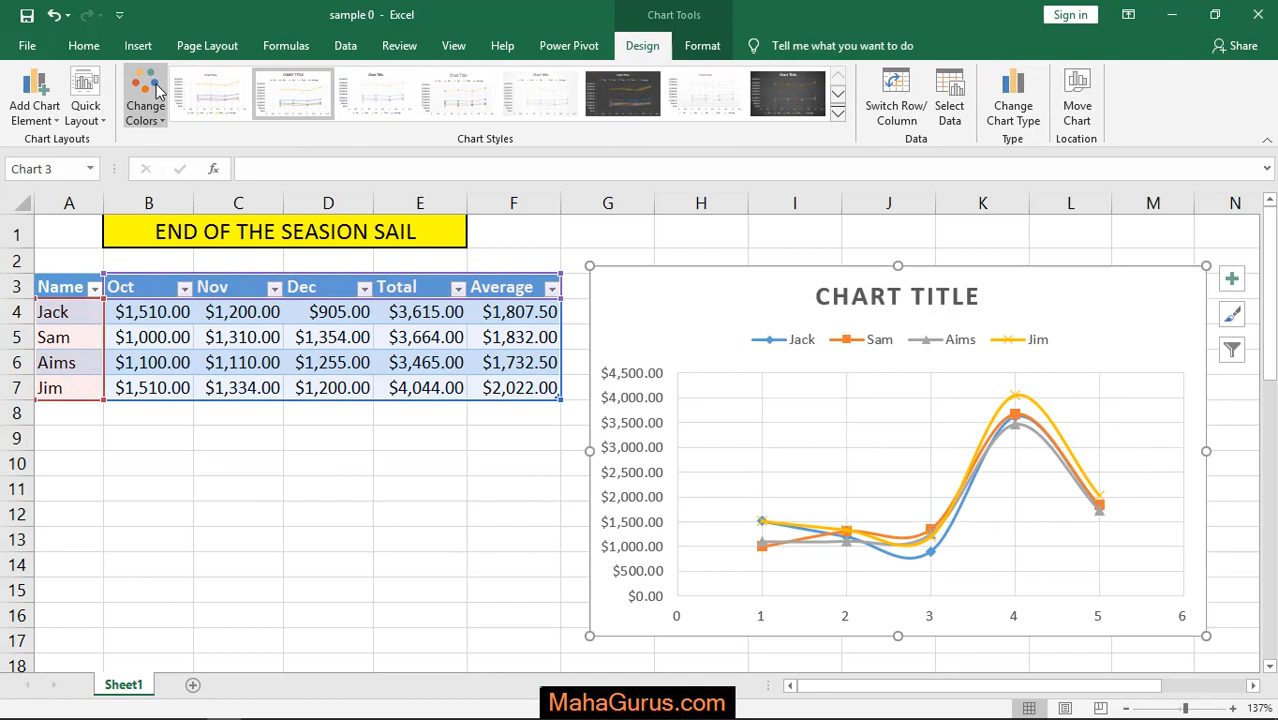 sample 0 - Excel
Chart Tools
Sign in
File Home Insert Page Layout Formulas Data Review View Help Power Pivot Design Format Tell me what you want to do Share
Add Chart Element
Quick Layout
Change Colors
Switch Row/Column
Select Data
Change Chart Type
Move Chart
Chart Layouts
Chart Styles
Data
Type
Location
Chart 3
fx
A B C D E F G H I J K L M N
1 END OF THE SEASION SAIL
2
3 Name Oct Nov Dec Total Average
4 Jack $1,510.00 $1,200.00 $905.00 $3,615.00 $1,807.50
5 Sam $1,000.00 $1,310.00 $1,354.00 $3,664.00 $1,832.00
6 Aims $1,100.00 $1,110.00 $1,255.00 $3,465.00 $1,732.50
7 Jim $1,510.00 $1,334.00 $1,200.00 $4,044.00 $2,022.00
8
9
10
11
12
13
14
15
16
17
18
CHART TITLE
Jack Sam Aims Jim
$4,500.00
$4,000.00
$3,500.00
$3,000.00
$2,500.00
$2,000.00
$1,500.00
$1,000.00
$500.00
$0.00
0 1 2 3 4 5 6
Sheet1
MahaGurus.com
137%